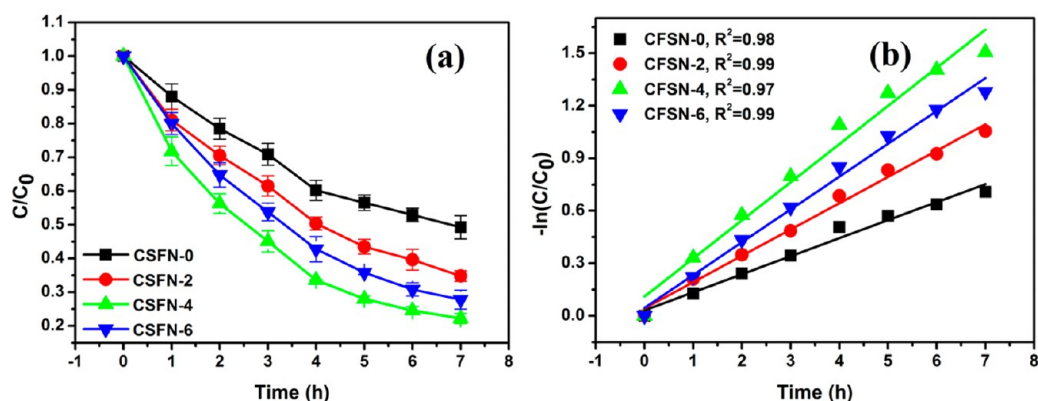 (a)
C/C0
1.1
1.0
0.9
0.8
0.7
0.6
0.5
0.4
0.3
0.2
CSFN-0
CSFN-2
CSFN-4
CSFN-6
-1 0 1 2 3 4 5 6 7 8
Time (h)
(b)
-ln(C/C0)
1.5
1.2
0.9
0.6
0.3
0.0
CFSN-0, R²=0.98
CFSN-2, R²=0.99
CFSN-4, R²=0.97
CFSN-6, R²=0.99
-1 0 1 2 3 4 5 6 7 8
Time (h)